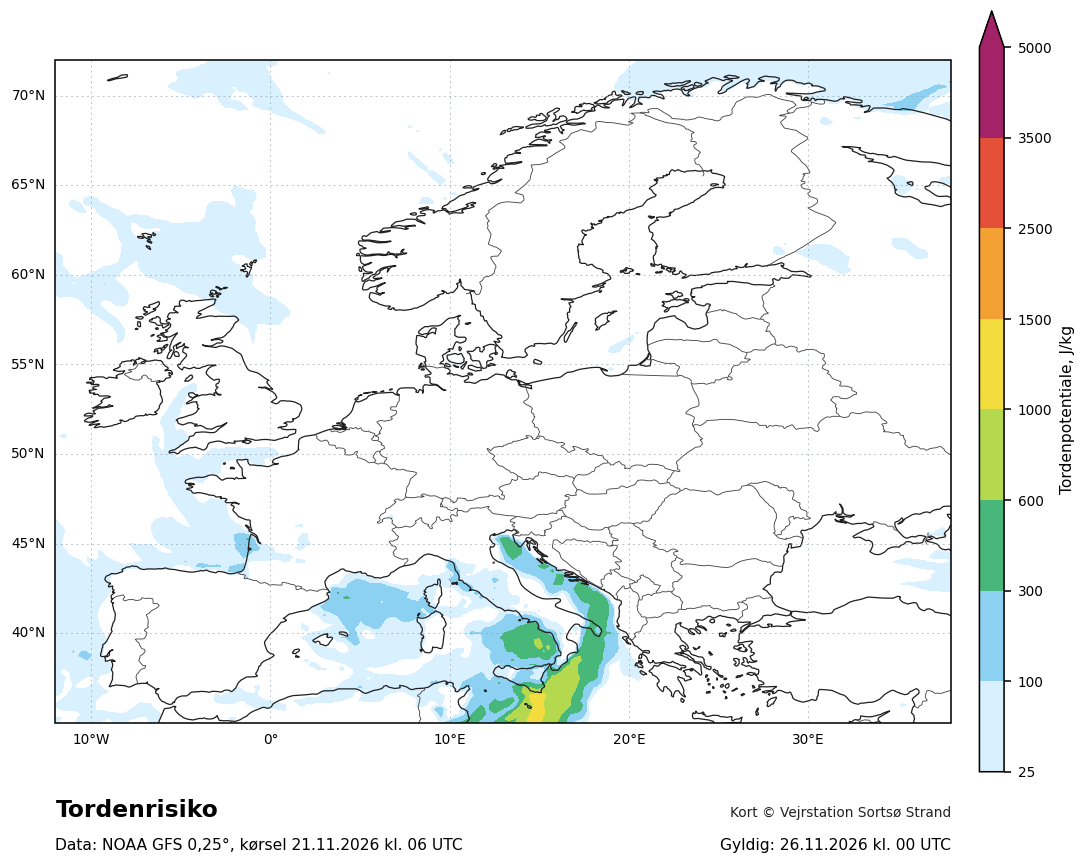 70°N
65°N
60°N
55°N
50°N
45°N
40°N
10°W
0°
10°E
20°E
30°E
5000
3500
2500
1500
1000
600
300
100
25
Tordenpotentiale, J/kg
Tordenrisiko
Kort © Vejrstation Sortsø Strand
Data: NOAA GFS 0,25°, kørsel 21.11.2026 kl. 06 UTC
Gyldig: 26.11.2026 kl. 00 UTC